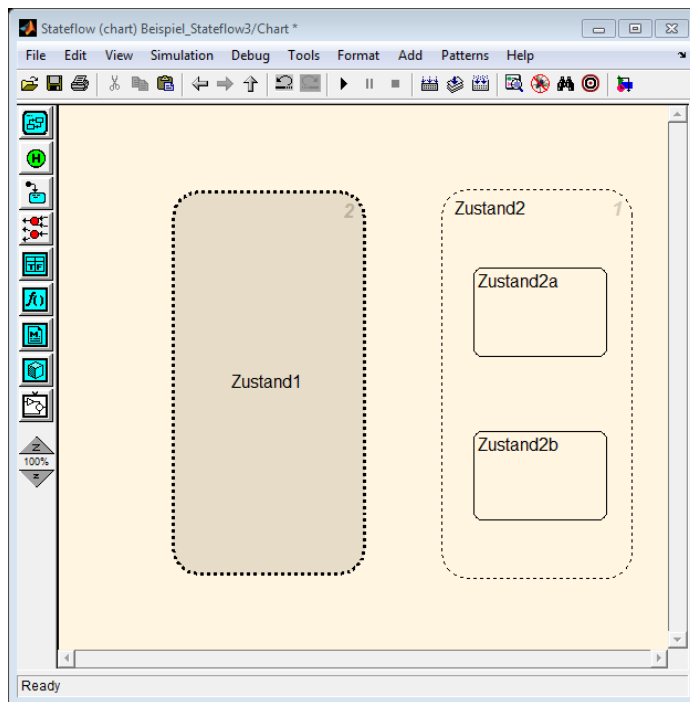 Stateflow (chart) Beispiel_Stateflow3/Chart *
File Edit View Simulation Debug Tools Format Add Patterns Help
H
TF
f()
M
Z
100%
z
2
Zustand1
Zustand2
1
Zustand2a
Zustand2b
Ready